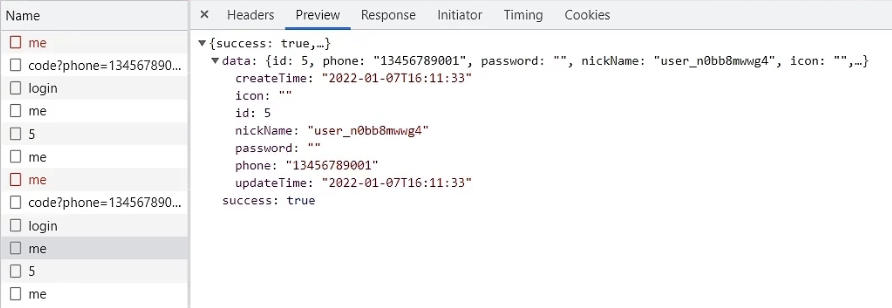 Name
me
code?phone=134567890...
login
me
5
me
me
code?phone=134567890...
login
me
5
me
× Headers Preview Response Initiator Timing Cookies
▼{success: true,…}
▼data: {id: 5, phone: "13456789001", password: "", nickName: "user_n0bb8mwwg4", icon: "",…}
createTime: "2022-01-07T16:11:33"
icon: ""
id: 5
nickName: "user_n0bb8mwwg4"
password: ""
phone: "13456789001"
updateTime: "2022-01-07T16:11:33"
success: true